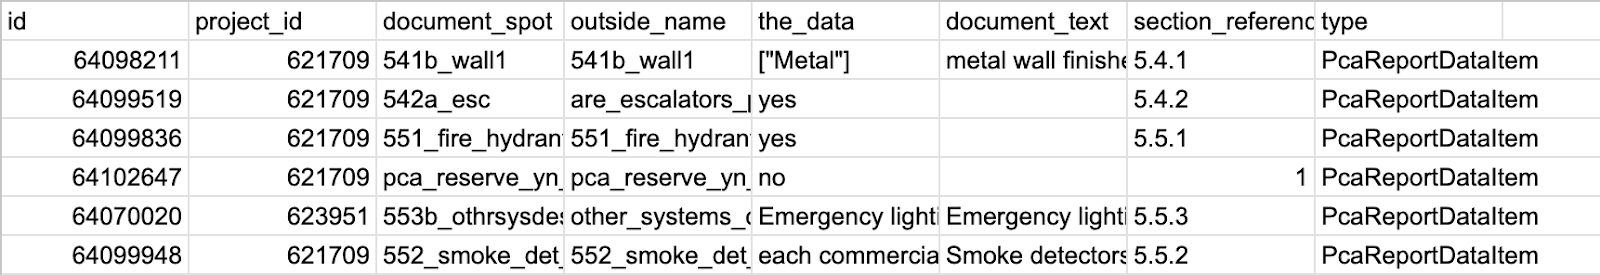 id project_id document_spot outside_name the_data document_text section_referenc type
64098211 621709 541b_wall1 541b_wall1 ["Metal"] metal wall finishe 5.4.1 PcaReportDataItem
64099519 621709 542a_esc are_escalators_p yes 5.4.2 PcaReportDataItem
64099836 621709 551_fire_hydran 551_fire_hydran yes 5.5.1 PcaReportDataItem
64102647 621709 pca_reserve_yn_ pca_reserve_yn_ no 1 PcaReportDataItem
64070020 623951 553b_othrsysdes other_systems_d Emergency lighti Emergency lighti 5.5.3 PcaReportDataItem
64099948 621709 552_smoke_det_ 552_smoke_det_ each commercia Smoke detectors 5.5.2 PcaReportDataItem